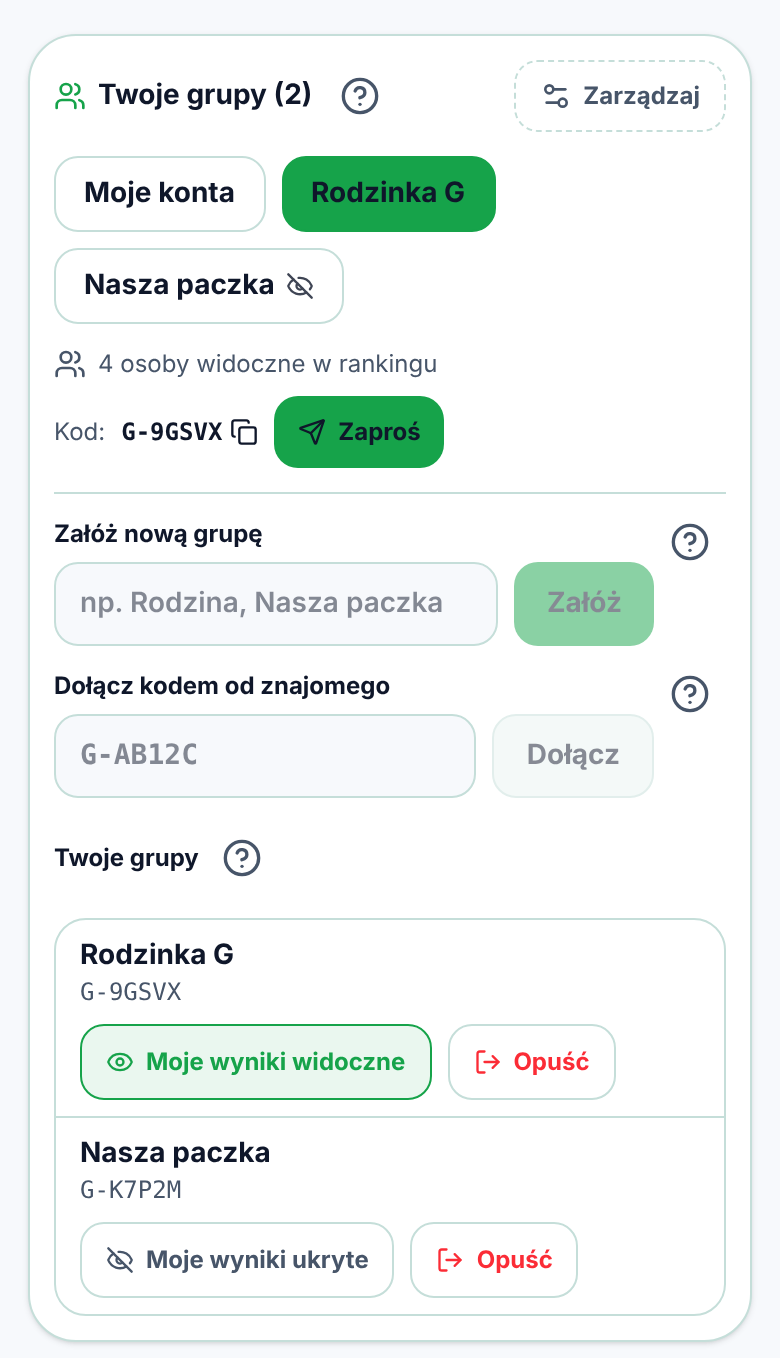 Twoje grupy (2)
Zarządzaj
Moje konta
Rodzinka G
Nasza paczka
4 osoby widoczne w rankingu
Kod: G-9GSVX
Zaproś
Załóż nową grupę
np. Rodzina, Nasza paczka
Załóż
Dołącz kodem od znajomego
G-AB12C
Dołącz
Twoje grupy
Rodzinka G
G-9GSVX
Moje wyniki widoczne
Opuść
Nasza paczka
G-K7P2M
Moje wyniki ukryte
Opuść